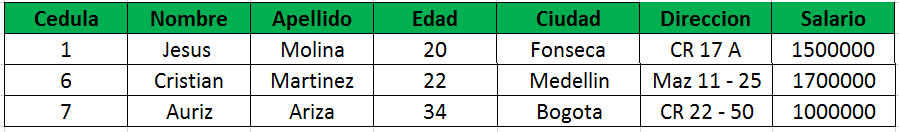 Cedula Nombre Apellido Edad Ciudad Direccion Salario
1 Jesus Molina 20 Fonseca CR 17 A 1500000
6 Cristian Martinez 22 Medellin Maz 11 - 25 1700000
7 Auriz Ariza 34 Bogota CR 22 - 50 1000000